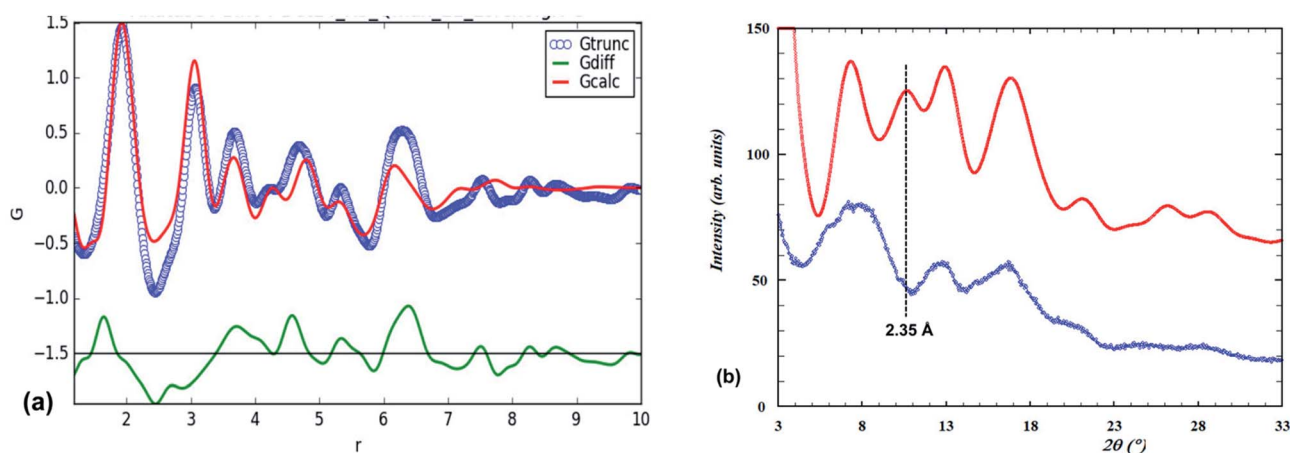 1.5
1.0
0.5
0.0
−0.5
−1.0
−1.5
G
Gtrunc
Gdiff
Gcalc
2 3 4 5 6 7 8 9 10
r
(a)
150
100
50
0
Intensity (arb. units)
2.35 Å
(b)
3 8 13 18 23 28 33
2θ (°)